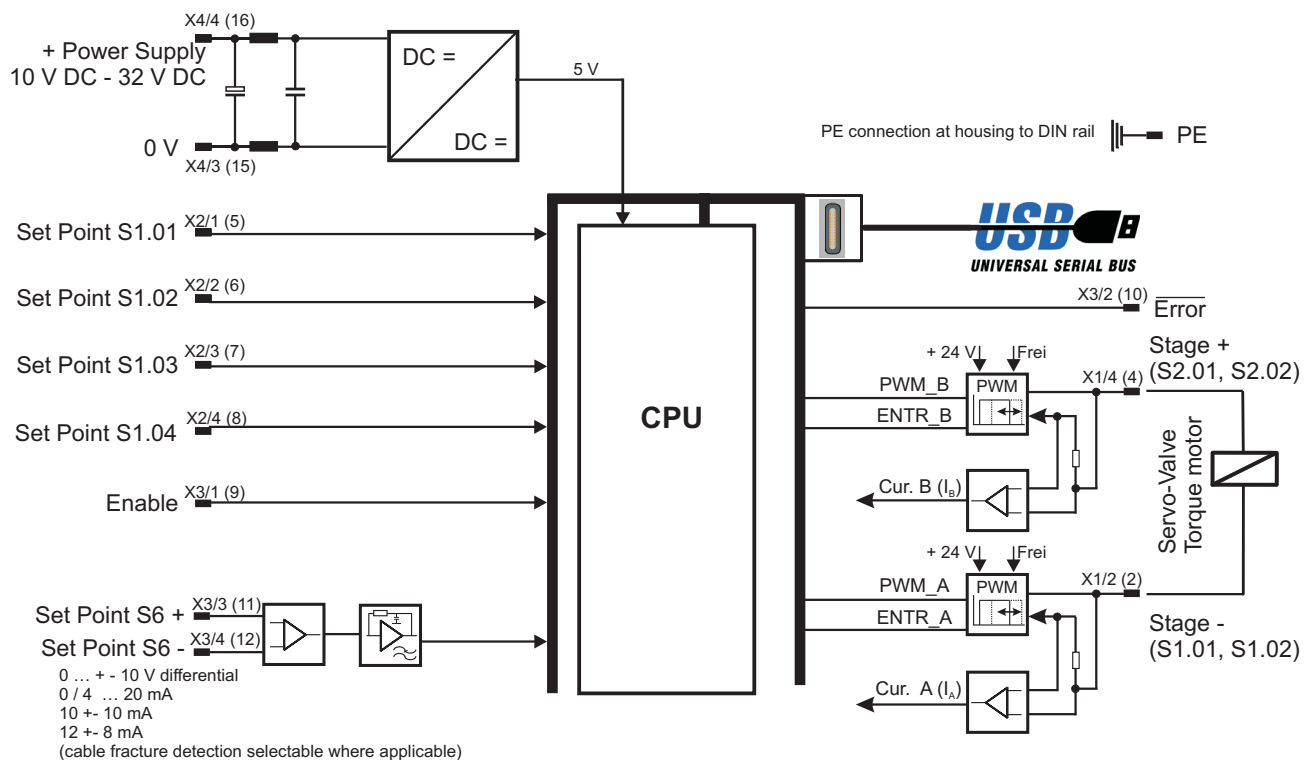 X4/4 (16)
+ Power Supply
10 V DC - 32 V DC
0 V
X4/3 (15)
DC =
DC =
5 V
PE connection at housing to DIN rail
PE
Set Point S1.01
X2/1 (5)
Set Point S1.02
X2/2 (6)
Set Point S1.03
X2/3 (7)
Set Point S1.04
X2/4 (8)
Enable
X3/1 (9)
Set Point S6 +
X3/3 (11)
Set Point S6 -
X3/4 (12)
0 ... + - 10 V differential
0 / 4 ... 20 mA
10 +- 10 mA
12 +- 8 mA
(cable fracture detection selectable where applicable)
CPU
USB
UNIVERSAL SERIAL BUS
X3/2 (10)
Error
+ 24 V
Frei
PWM_B
ENTR_B
PWM
X1/4 (4)
Stage +
(S2.01, S2.02)
Cur. B (I_B)
Servo-Valve
Torque motor
+ 24 V
Frei
PWM_A
ENTR_A
PWM
X1/2 (2)
Stage -
(S1.01, S1.02)
Cur. A (I_A)